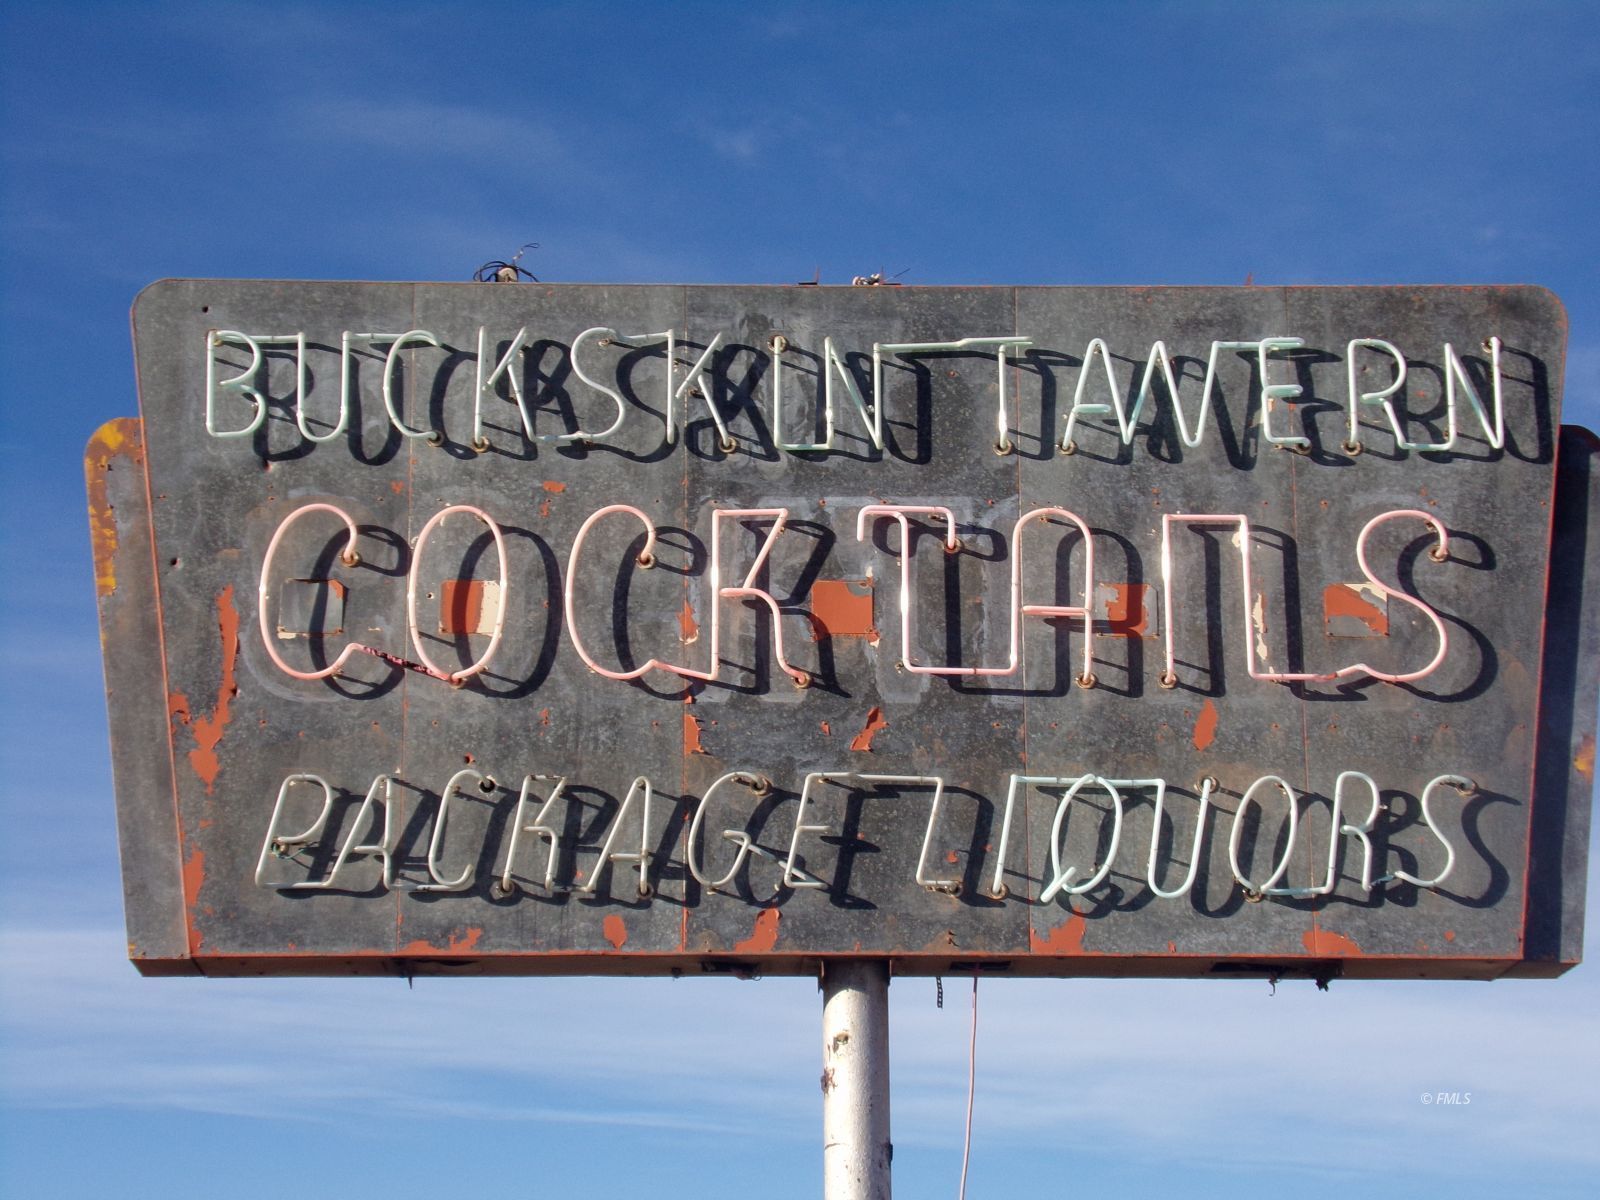 BUCKSKIN TAVERN
COCKTAILS
PACKAGE LIQUORS
© FMLS